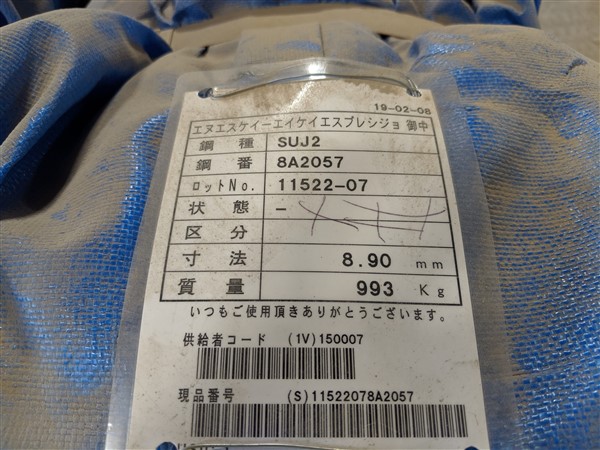 19-02-08
エヌエスケイーエイケイエスプレシジョ 御中
鋼 種 SUJ2
鋼 番 8A2057
ロットNo. 11522-07
状 態 -
区 分
寸 法 8.90 mm
質 量 993 Kg
いつもご使用頂きありがとうございます。
供給者コード (1V)150007
現品番号 (S)11522078A2057